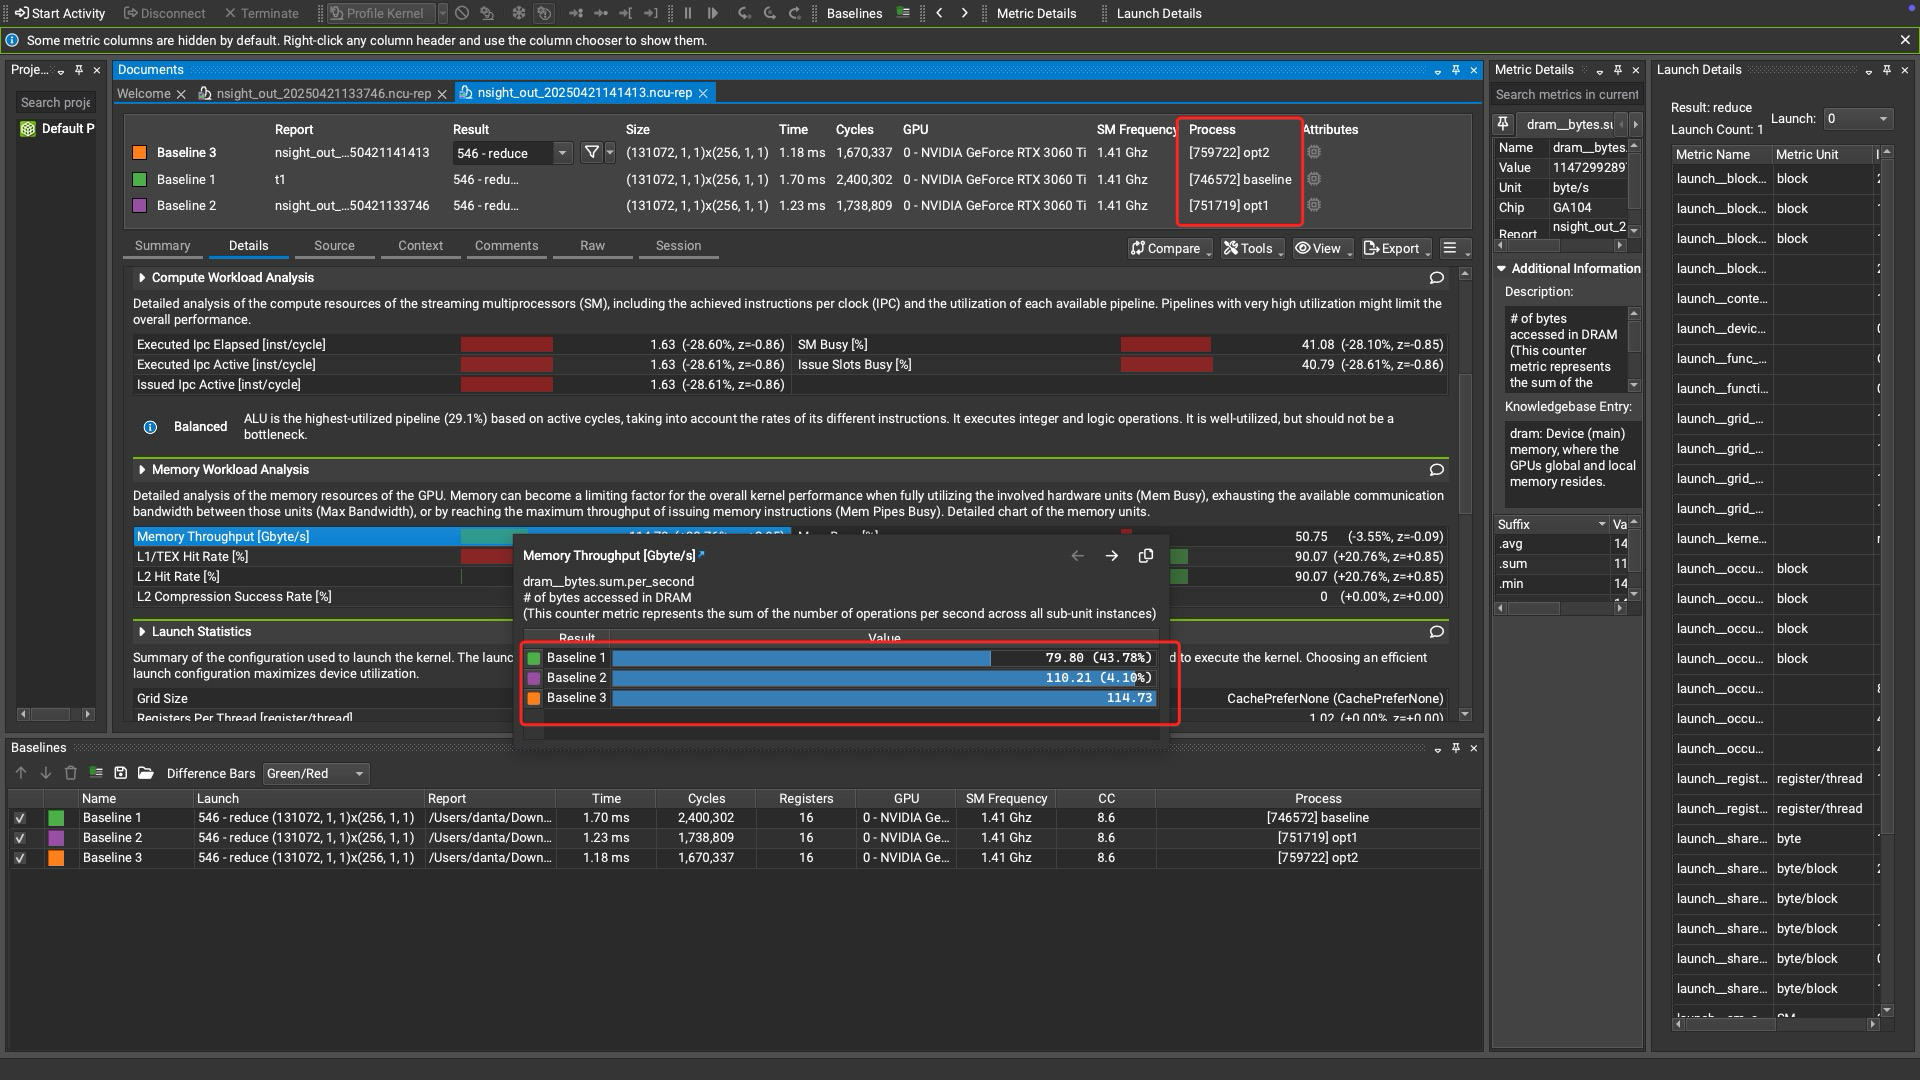 Start Activity Disconnect Terminate Profile Kernel Baselines Metric Details Launch Details
Some metric columns are hidden by default. Right-click any column header and use the column chooser to show them.
Proje...
Search proje
Default P
Documents
Welcome nsight_out_20250421133746.ncu-rep nsight_out_20250421141413.ncu-rep
Report Result Size Time Cycles GPU SM Frequency Process Attributes
Baseline 3 nsight_out_...50421141413 546 - reduce (131072, 1, 1)x(256, 1, 1) 1.18 ms 1,670,337 0 - NVIDIA GeForce RTX 3060 Ti 1.41 Ghz [759722] opt2
Baseline 1 t1 546 - redu... (131072, 1, 1)x(256, 1, 1) 1.70 ms 2,400,302 0 - NVIDIA GeForce RTX 3060 Ti 1.41 Ghz [746572] baseline
Baseline 2 nsight_out_...50421133746 546 - redu... (131072, 1, 1)x(256, 1, 1) 1.23 ms 1,738,809 0 - NVIDIA GeForce RTX 3060 Ti 1.41 Ghz [751719] opt1
Summary Details Source Context Comments Raw Session Compare Tools View Export
Compute Workload Analysis
Detailed analysis of the compute resources of the streaming multiprocessors (SM), including the achieved instructions per clock (IPC) and the utilization of each available pipeline. Pipelines with very high utilization might limit the
overall performance.
Executed Ipc Elapsed [inst/cycle] 1.63 (-28.60%, z=-0.86) SM Busy [%] 41.08 (-28.10%, z=-0.85)
Executed Ipc Active [inst/cycle] 1.63 (-28.61%, z=-0.86) Issue Slots Busy [%] 40.79 (-28.61%, z=-0.86)
Issued Ipc Active [inst/cycle] 1.63 (-28.61%, z=-0.86)
Balanced
ALU is the highest-utilized pipeline (29.1%) based on active cycles, taking into account the rates of its different instructions. It executes integer and logic operations. It is well-utilized, but should not be a
bottleneck.
Memory Workload Analysis
Detailed analysis of the memory resources of the GPU. Memory can become a limiting factor for the overall kernel performance when fully utilizing the involved hardware units (Mem Busy), exhausting the available communication
bandwidth between those units (Max Bandwidth), or by reaching the maximum throughput of issuing memory instructions (Mem Pipes Busy). Detailed chart of the memory units.
Memory Throughput [Gbyte/s] 50.75 (-3.55%, z=-0.09)
L1/TEX Hit Rate [%] 90.07 (+20.76%, z=+0.85)
L2 Hit Rate [%] 90.07 (+20.76%, z=+0.85)
L2 Compression Success Rate [%] 0 (+0.00%, z=+0.00)
Memory Throughput [Gbyte/s]
dram__bytes.sum.per_second
# of bytes accessed in DRAM
(This counter metric represents the sum of the number of operations per second across all sub-unit instances)
Result Value
Baseline 1 79.80 (43.78%)
Baseline 2 110.21 (4.10%)
Baseline 3 114.73
Launch Statistics
Summary of the configuration used to launch the kernel. The launc d to execute the kernel. Choosing an efficient
launch configuration maximizes device utilization.
Grid Size CachePreferNone (CachePreferNone)
Registers Per Thread [register/thread] 1.02 (+0.00%, z=+0.00)
Baselines
Difference Bars Green/Red
Name Launch Report Time Cycles Registers GPU SM Frequency CC Process
Baseline 1 546 - reduce (131072, 1, 1)x(256, 1, 1) /Users/danta/Down... 1.70 ms 2,400,302 16 0 - NVIDIA Ge... 1.41 Ghz 8.6 [746572] baseline
Baseline 2 546 - reduce (131072, 1, 1)x(256, 1, 1) /Users/danta/Down... 1.23 ms 1,738,809 16 0 - NVIDIA Ge... 1.41 Ghz 8.6 [751719] opt1
Baseline 3 546 - reduce (131072, 1, 1)x(256, 1, 1) /Users/danta/Down... 1.18 ms 1,670,337 16 0 - NVIDIA Ge... 1.41 Ghz 8.6 [759722] opt2
Metric Details
Search metrics in current
dram__bytes.su
Name dram__bytes.
Value 1147299289
Unit byte/s
Chip GA104
Report nsight_out_2
Additional Information
Description:
# of bytes
accessed in DRAM
(This counter
metric represents
the sum of the
Knowledgebase Entry:
dram: Device (main)
memory, where the
GPUs global and local
memory resides.
Suffix Va
.avg 14
.sum 11
.min 14
Launch Details
Result: reduce
Launch Count: 1 Launch: 0
Metric Name Metric Unit
launch__block... block
launch__block... block
launch__block... block
launch__block...
launch__conte...
launch__devic...
launch__func_...
launch__functi...
launch__grid_...
launch__grid_...
launch__grid_...
launch__grid_...
launch__kerne...
launch__occu... block
launch__occu... block
launch__occu... block
launch__occu... block
launch__occu...
launch__occu...
launch__occu...
launch__regist... register/thread
launch__regist... register/thread
launch__share... byte
launch__share... byte/block
launch__share... byte/block
launch__share... byte/block
launch__share... byte/block
launch__share... byte/block